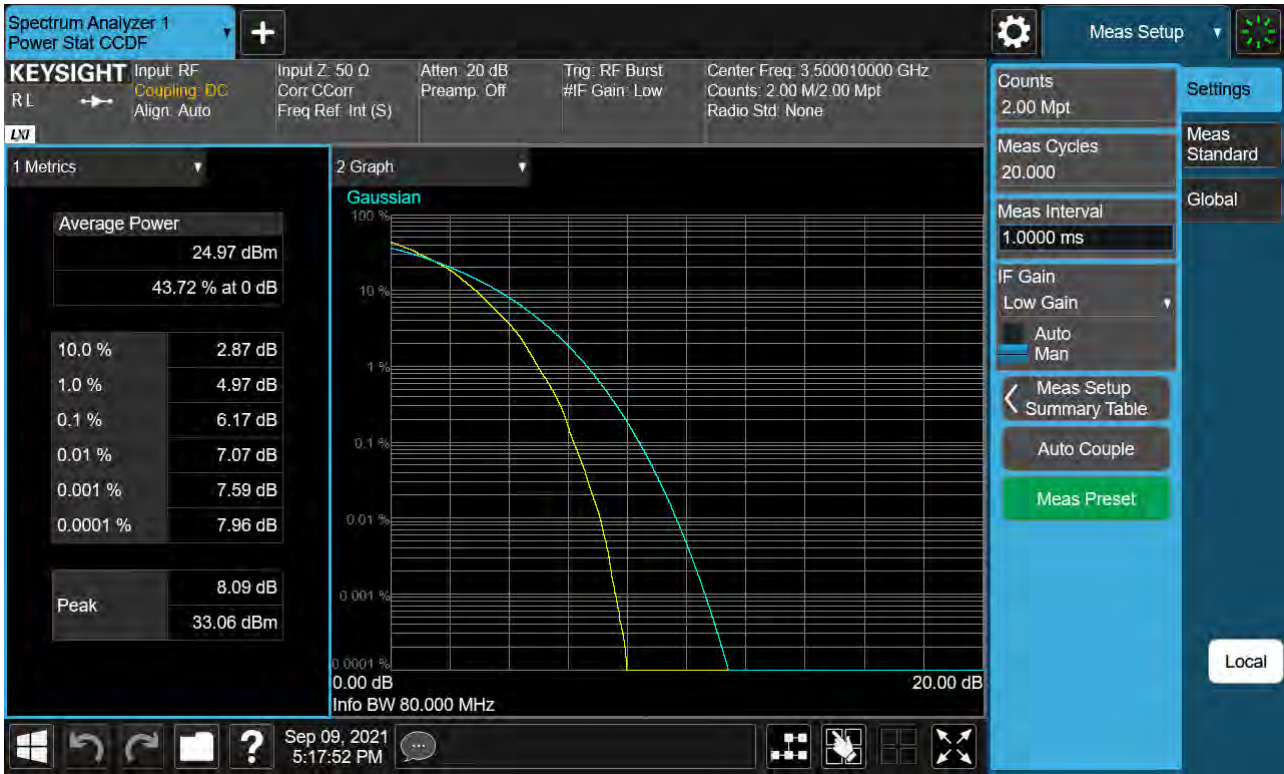 Spectrum Analyzer 1
Power Stat CCDF
+
Meas Setup
KEYSIGHT
RL
LXI
Input: RF
Coupling: DC
Align: Auto
Input Z: 50 Ω
Corr CCorr
Freq Ref: Int (S)
Atten: 20 dB
Preamp: Off
Trig: RF Burst
#IF Gain: Low
Center Freq: 3.500010000 GHz
Counts: 2.00 M/2.00 Mpt
Radio Std: None
1 Metrics
Average Power
24.97 dBm
43.72 % at 0 dB
10.0 % 2.87 dB
1.0 % 4.97 dB
0.1 % 6.17 dB
0.01 % 7.07 dB
0.001 % 7.59 dB
0.0001 % 7.96 dB
Peak
8.09 dB
33.06 dBm
2 Graph
Gaussian
100 %
10 %
1 %
0.1 %
0.01 %
0.001 %
0.0001 %
0.00 dB 20.00 dB
Info BW 80.000 MHz
Counts
2.00 Mpt
Meas Cycles
20.000
Meas Interval
1.0000 ms
IF Gain
Low Gain
Auto
Man
Meas Setup
Summary Table
Auto Couple
Meas Preset
Settings
Meas
Standard
Global
Local
?
Sep 09, 2021
5:17:52 PM